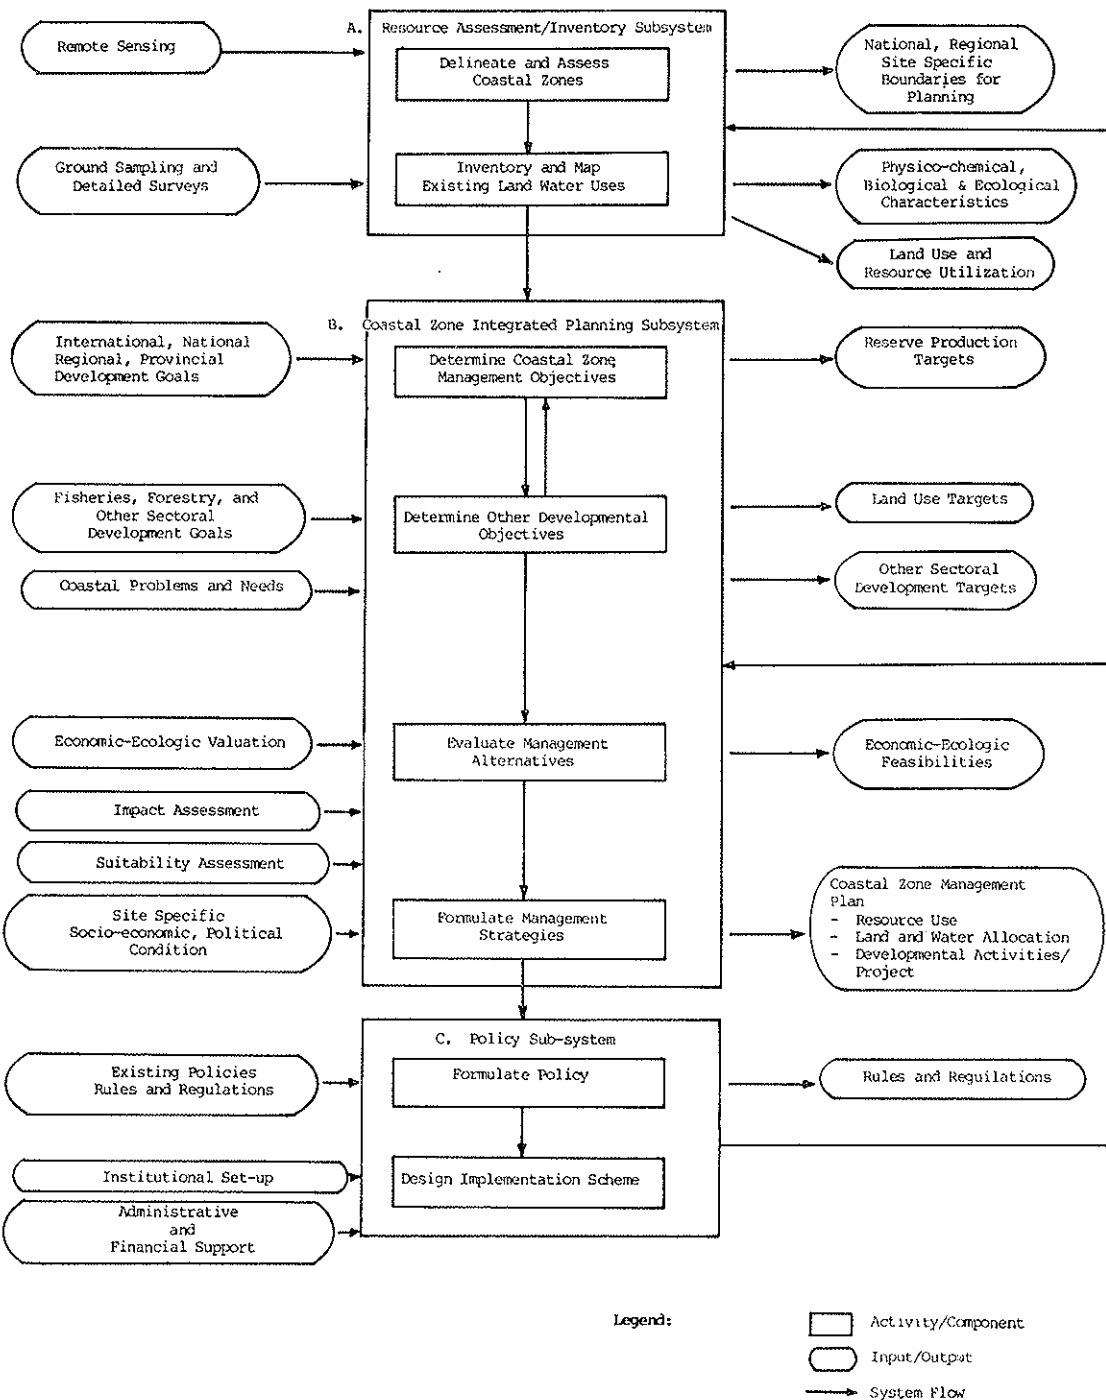 A. Resource Assessment/Inventory Subsystem
Remote Sensing
Delineate and Assess
Coastal Zones
National, Regional
Site Specific
Boundaries for
Planning
Ground Sampling and
Detailed Surveys
Inventory and Map
Existing Land Water Uses
Physico-chemical,
Biological & Ecological
Characteristics
Land Use and
Resource Utilization
B. Coastal Zone Integrated Planning Subsystem
International, National
Regional, Provincial
Development Goals
Determine Coastal Zone
Management Objectives
Reserve Production
Targets
Fisheries, Forestry, and
Other Sectoral
Development Goals
Determine Other Developmental
Objectives
Land Use Targets
Coastal Problems and Needs
Other Sectoral
Development Targets
Economic-Ecologic Valuation
Evaluate Management
Alternatives
Economic-Ecologic
Feasibilities
Impact Assessment
Suitability Assessment
Site Specific
Socio-economic, Political
Condition
Formulate Management
Strategies
Coastal Zone Management
Plan
- Resource Use
- Land and Water Allocation
- Developmental Activities/
Project
C. Policy Sub-system
Existing Policies
Rules and Regulations
Formulate Policy
Rules and Reguilations
Institutional Set-up
Design Implementation Scheme
Administrative
and
Financial Support
Legend:
Activity/Component
Input/Output
System Flow